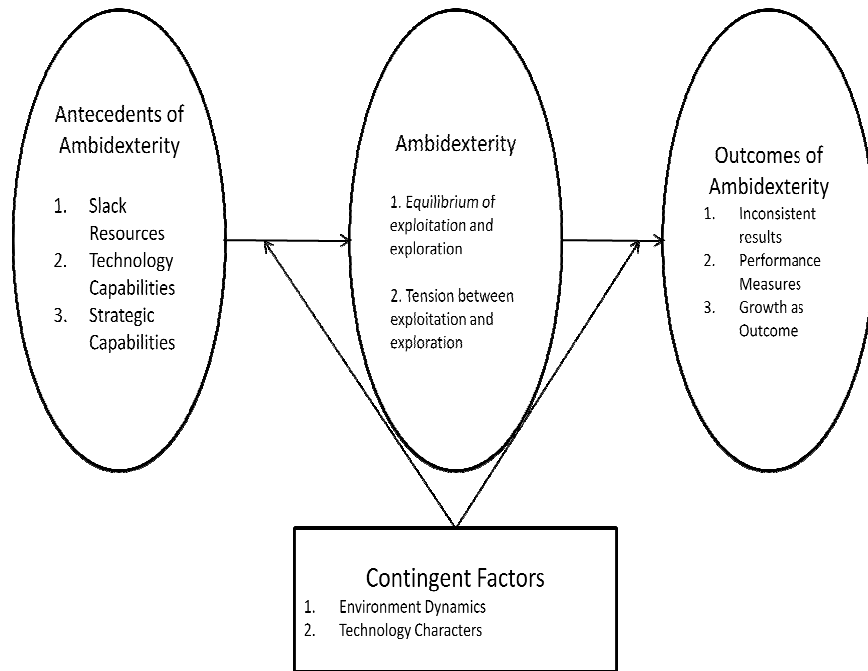 Antecedents of
Ambidexterity
1. Slack
Resources
2. Technology
Capabilities
3. Strategic
Capabilities
Ambidexterity
1. Equilibrium of
exploitation and
exploration
2. Tension between
exploitation and
exploration
Outcomes of
Ambidexterity
1. Inconsistent
results
2. Performance
Measures
3. Growth as
Outcome
Contingent Factors
1. Environment Dynamics
2. Technology Characters